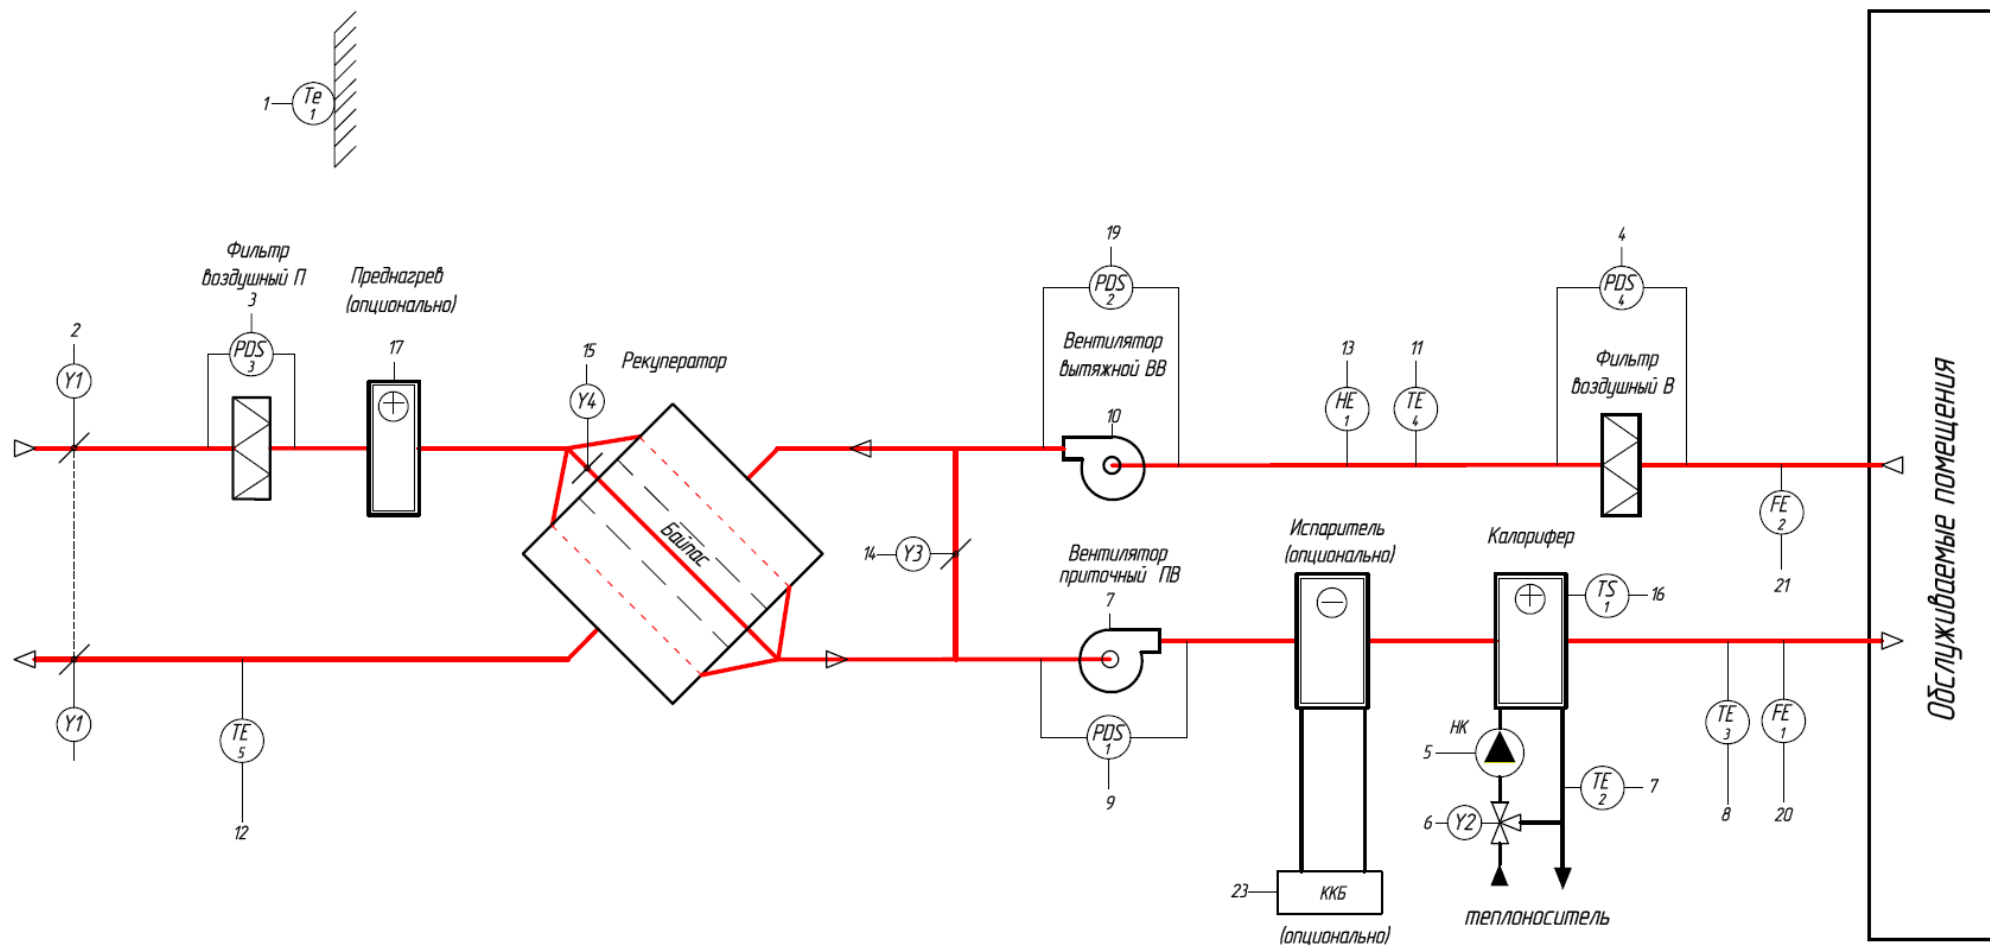 1
Te
1
Фильтр
воздушный П
3
PDS
3
Преднагрев
(опционально)
17
2
Y1
15
Y4
Рекуператор
Байпас
19
PDS
2
Вентилятор
вытяжной ВВ
10
13
HE
1
11
TE
4
4
PDS
4
Фильтр
воздушный В
FE
2
21
14
Y3
Вентилятор
приточный ПВ
7
PDS
1
9
Испаритель
(опционально)
Калорифер
TS
1
16
Y1
TE
5
12
НК
5
6
Y2
TE
2
7
TE
3
8
FE
1
20
23
ККБ
(опционально)
теплоноситель
Обслуживаемые помещения